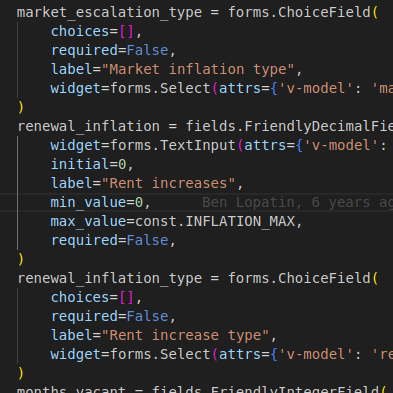 market_escalation_type = forms.ChoiceField(
choices=[],
required=False,
label="Market inflation type",
widget=forms.Select(attrs={'v-model': 'ma
)
renewal_inflation = fields.FriendlyDecimalFie
widget=forms.TextInput(attrs={'v-model':
initial=0,
label="Rent increases",
min_value=0, Ben Lopatin, 6 years ag
max_value=const.INFLATION_MAX,
required=False,
)
renewal_inflation_type = forms.ChoiceField(
choices=[],
required=False,
label="Rent increase type",
widget=forms.Select(attrs={'v-model': 're
)
months_vacant = fields.FriendlyIntegerField(